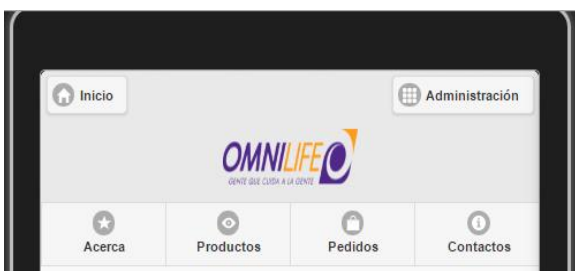 Inicio
Administración
OMNILIFE
GENTE QUE CUIDA A LA GENTE
Acerca
Productos
Pedidos
Contactos